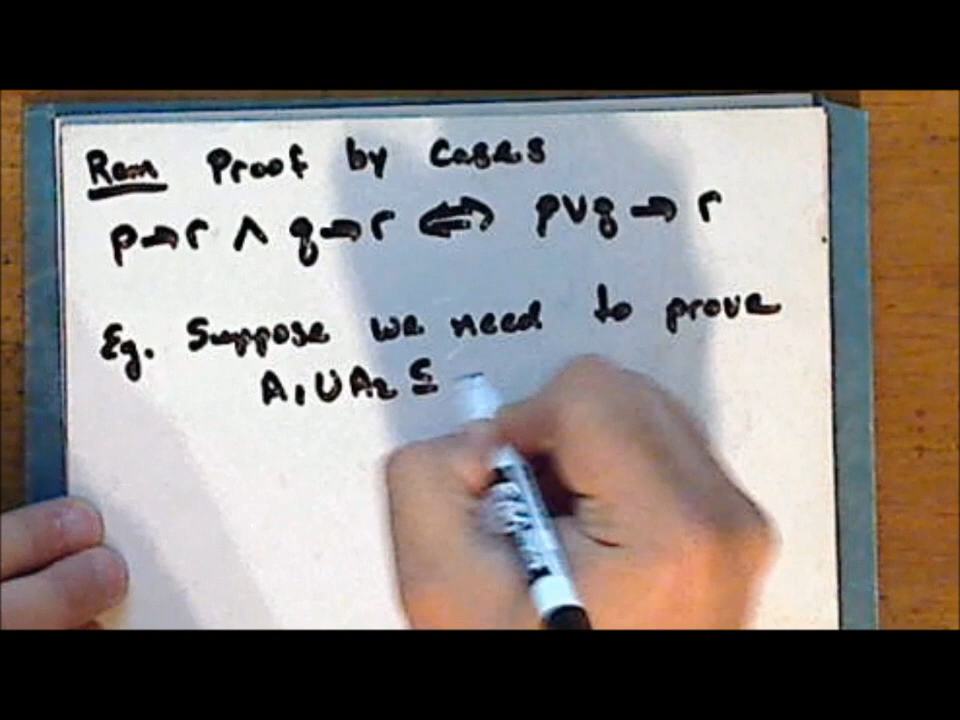 Rem Proof by Cases
p→r ∧ q→r ⇔ p∨q → r
Eg. Suppose we need to prove
A₁∪A₂ ⊆